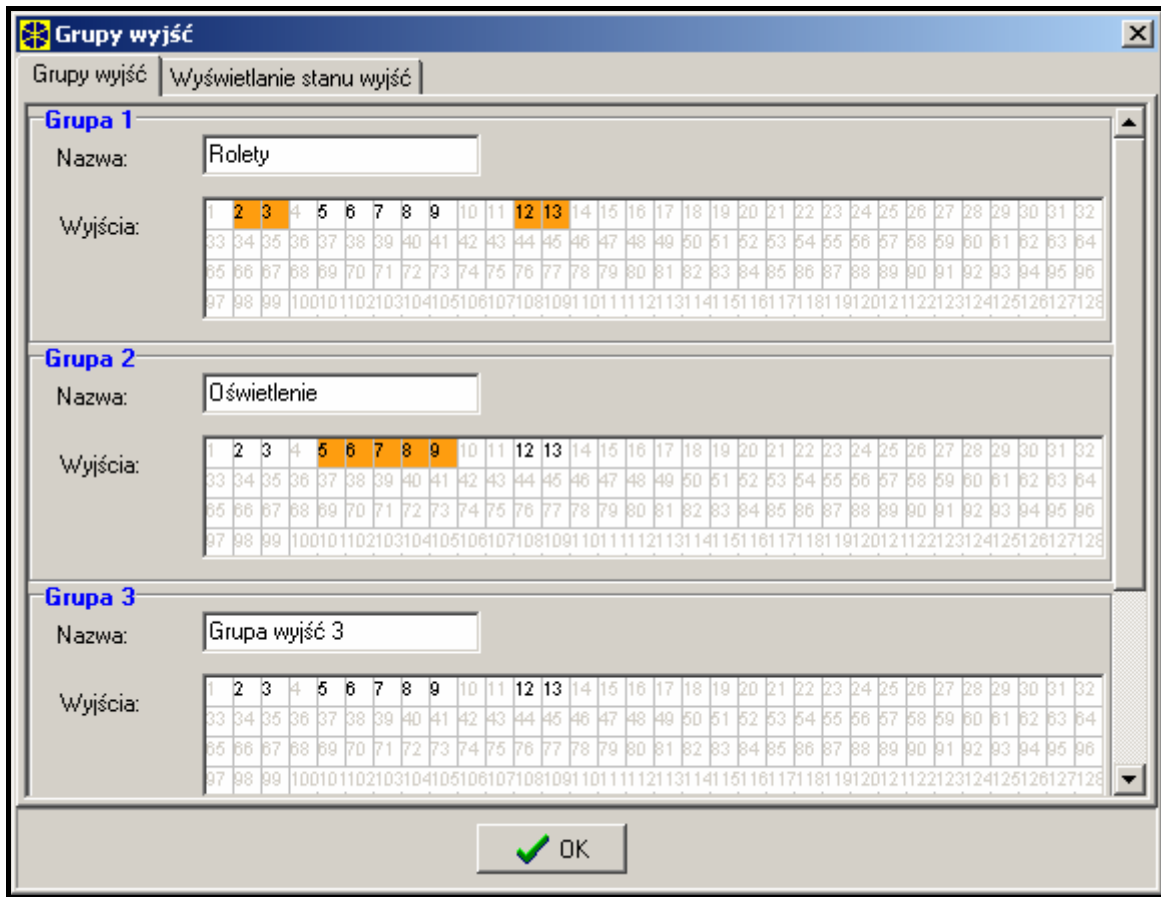 Grupy wyjść
Grupy wyjść Wyświetlanie stanu wyjść
Grupa 1
Nazwa: Rolety
Wyjścia: 1 2 3 4 5 6 7 8 9 10 11 12 13 14 15 16 17 18 19 20 21 22 23 24 25 26 27 28 29 30 31 32
33 34 35 36 37 38 39 40 41 42 43 44 45 46 47 48 49 50 51 52 53 54 55 56 57 58 59 60 61 62 63 64
65 66 67 68 69 70 71 72 73 74 75 76 77 78 79 80 81 82 83 84 85 86 87 88 89 90 91 92 93 94 95 96
97 98 99 100 101 102 103 104 105 106 107 108 109 110 111 112 113 114 115 116 117 118 119 120 121 122 123 124 125 126 127 128
Grupa 2
Nazwa: Oświetlenie
Wyjścia: 1 2 3 4 5 6 7 8 9 10 11 12 13 14 15 16 17 18 19 20 21 22 23 24 25 26 27 28 29 30 31 32
33 34 35 36 37 38 39 40 41 42 43 44 45 46 47 48 49 50 51 52 53 54 55 56 57 58 59 60 61 62 63 64
65 66 67 68 69 70 71 72 73 74 75 76 77 78 79 80 81 82 83 84 85 86 87 88 89 90 91 92 93 94 95 96
97 98 99 100 101 102 103 104 105 106 107 108 109 110 111 112 113 114 115 116 117 118 119 120 121 122 123 124 125 126 127 128
Grupa 3
Nazwa: Grupa wyjść 3
Wyjścia: 1 2 3 4 5 6 7 8 9 10 11 12 13 14 15 16 17 18 19 20 21 22 23 24 25 26 27 28 29 30 31 32
33 34 35 36 37 38 39 40 41 42 43 44 45 46 47 48 49 50 51 52 53 54 55 56 57 58 59 60 61 62 63 64
65 66 67 68 69 70 71 72 73 74 75 76 77 78 79 80 81 82 83 84 85 86 87 88 89 90 91 92 93 94 95 96
97 98 99 100 101 102 103 104 105 106 107 108 109 110 111 112 113 114 115 116 117 118 119 120 121 122 123 124 125 126 127 128
OK